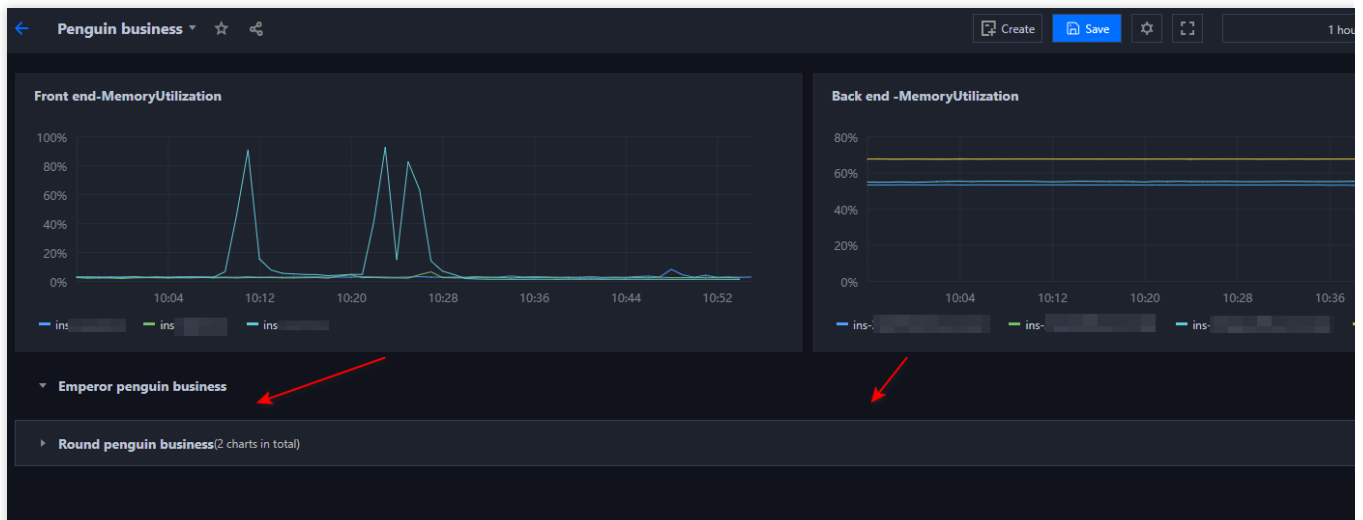 Penguin business
Create
Save
1 hou
Front end-MemoryUtilization
100%
80%
60%
40%
20%
0%
10:04 10:12 10:20 10:28 10:36 10:44 10:52
ins ins ins
Back end -MemoryUtilization
80%
60%
40%
20%
0%
10:04 10:12 10:20 10:28 10:36
ins- ins- ins-
Emperor penguin business
Round penguin business(2 charts in total)